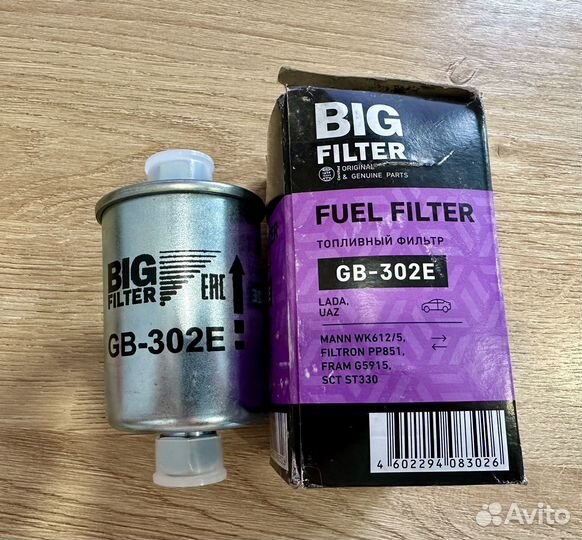 BIG
FILTER
EAC
GB-302E
BIG
FILTER
Certified
ORIGINAL
& GENUINE PARTS
FUEL FILTER
ТОПЛИВНЫЙ ФИЛЬТР
GB-302E
LADA,
UAZ
MANN WK612/5,
FILTRON PP851,
FRAM G5915,
SCT ST330
4 602294 083026
Avito